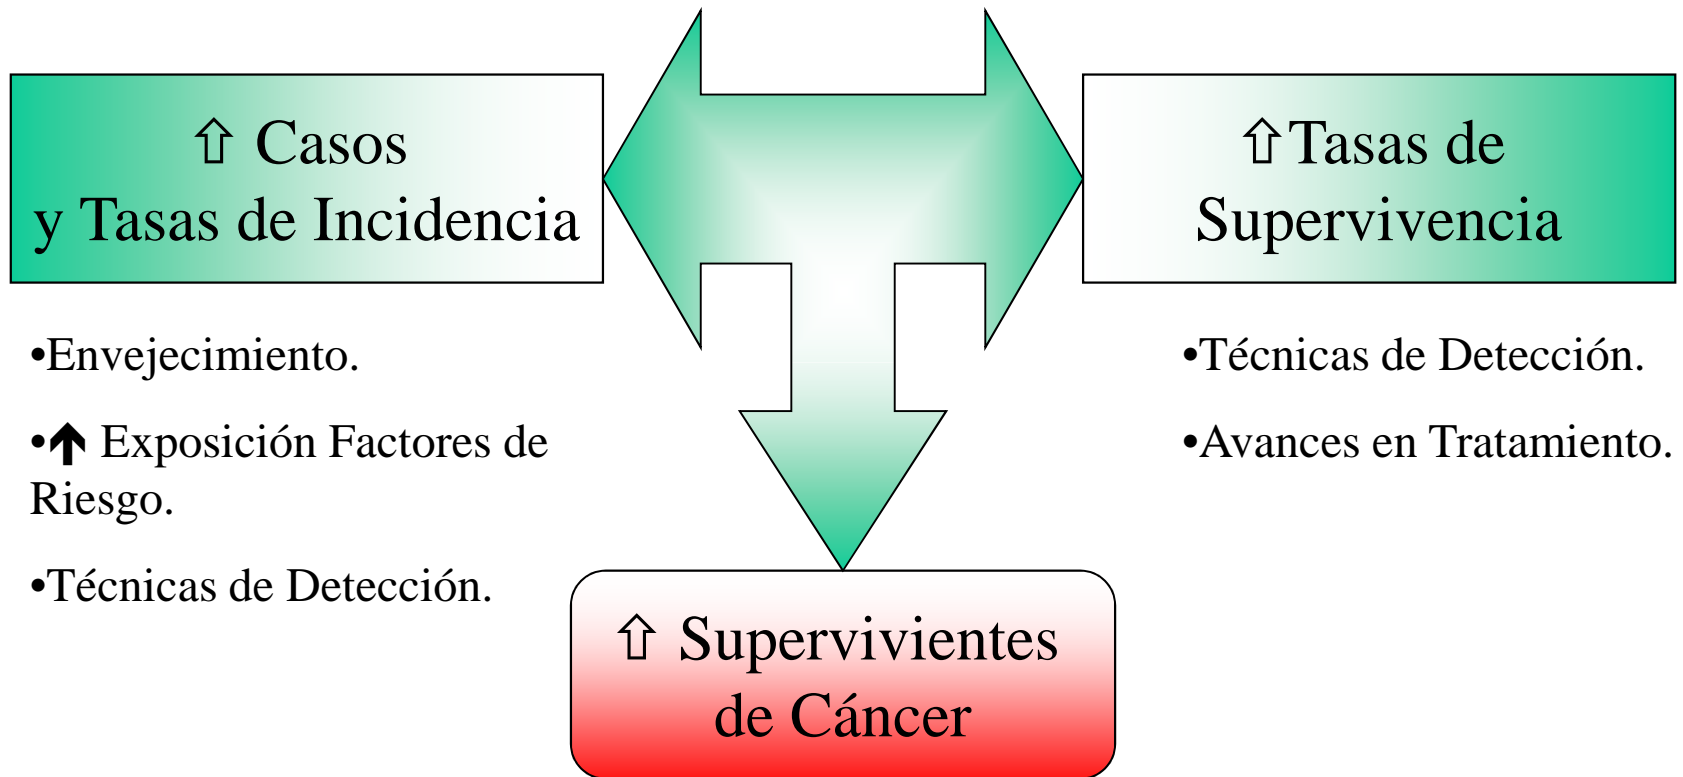 ⇧ Casos
y Tasas de Incidencia
⇧Tasas de
Supervivencia
•Envejecimiento.
•🡩 Exposición Factores de
Riesgo.
•Técnicas de Detección.
•Técnicas de Detección.
•Avances en Tratamiento.
⇧ Supervivientes
de Cáncer